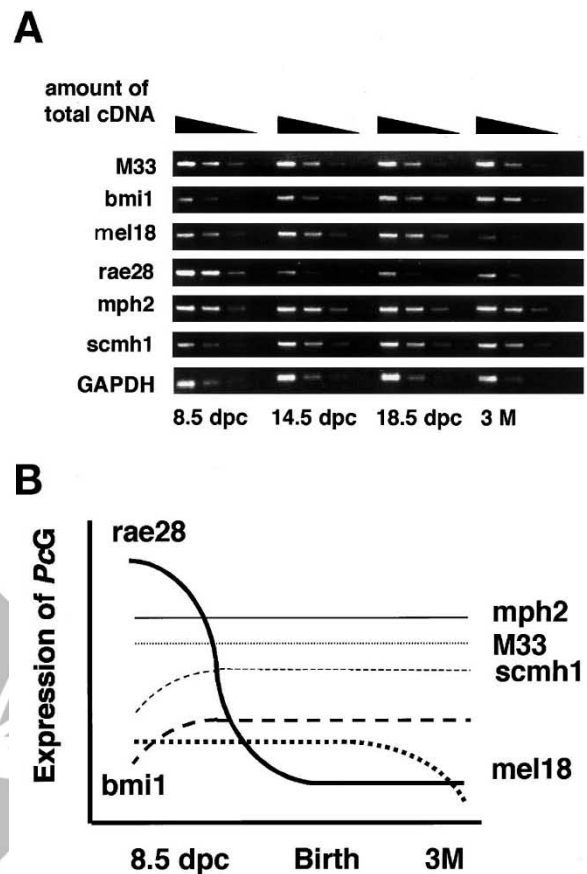 A
amount of
total cDNA
M33
bmi1
mel18
rae28
mph2
scmh1
GAPDH
8.5 dpc 14.5 dpc 18.5 dpc 3 M
B
Expression of PcG
rae28
mph2
M33
scmh1
bmi1
mel18
8.5 dpc Birth 3M